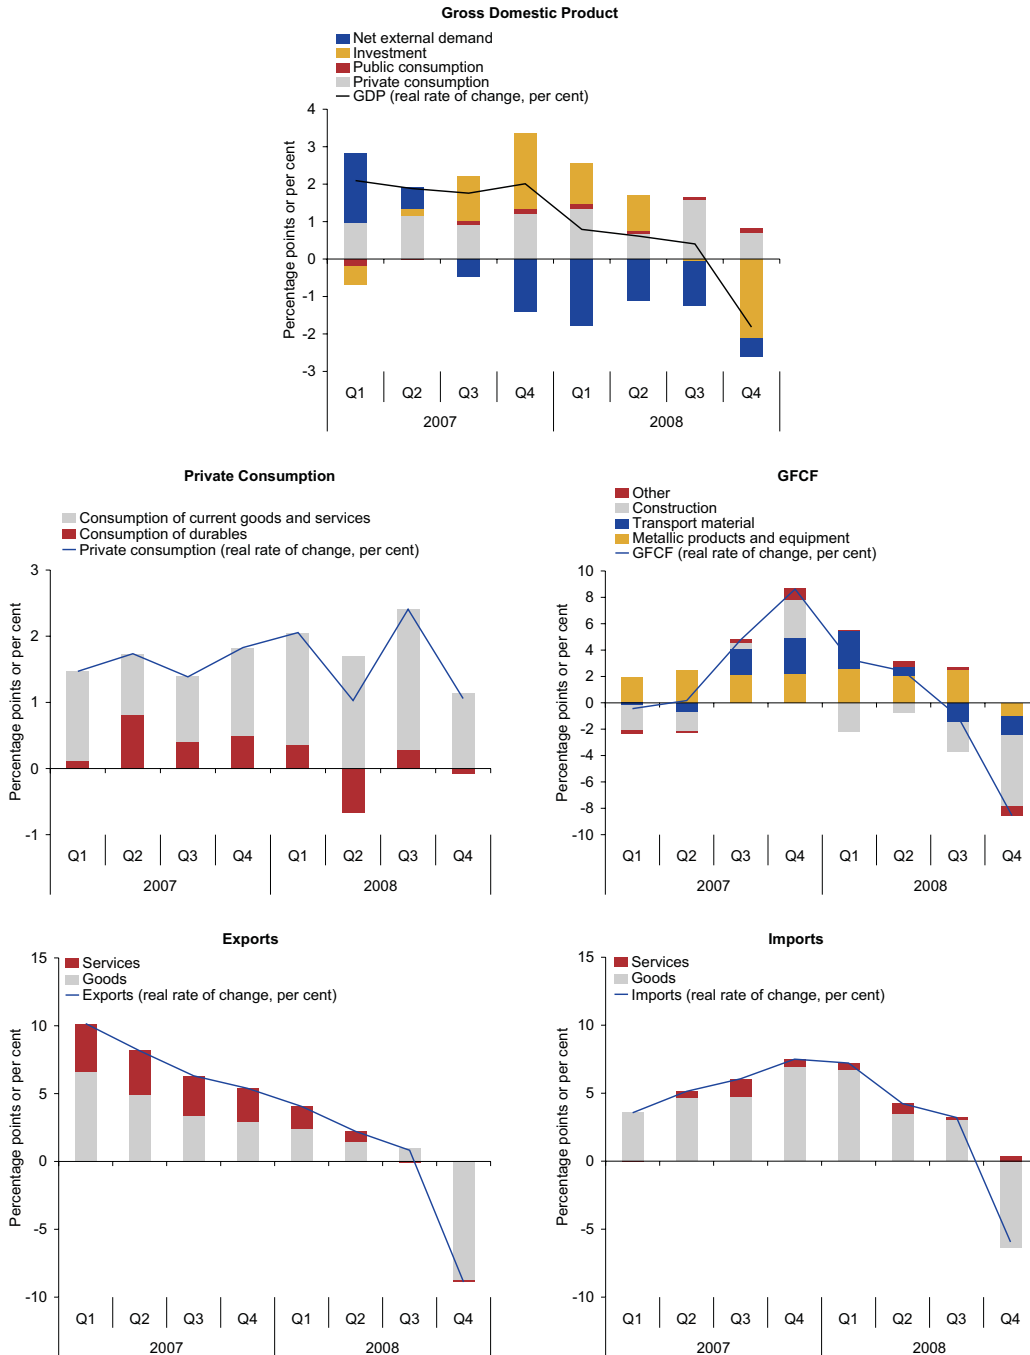 Gross Domestic Product
Net external demand
Investment
Public consumption
Private consumption
GDP (real rate of change, per cent)
Percentage points or per cent
4
3
2
1
0
-1
-2
-3
Q1 Q2 Q3 Q4 Q1 Q2 Q3 Q4
2007 2008
Private Consumption
Consumption of current goods and services
Consumption of durables
Private consumption (real rate of change, per cent)
Percentage points or per cent
3
2
1
0
-1
Q1 Q2 Q3 Q4 Q1 Q2 Q3 Q4
2007 2008
GFCF
Other
Construction
Transport material
Metallic products and equipment
GFCF (real rate of change, per cent)
Percentage points or per cent
10
8
6
4
2
0
-2
-4
-6
-8
-10
Q1 Q2 Q3 Q4 Q1 Q2 Q3 Q4
2007 2008
Exports
Services
Goods
Exports (real rate of change, per cent)
Percentage points or per cent
15
10
5
0
-5
-10
Q1 Q2 Q3 Q4 Q1 Q2 Q3 Q4
2007 2008
Imports
Services
Goods
Imports (real rate of change, per cent)
Percentage points or per cent
15
10
5
0
-5
-10
Q1 Q2 Q3 Q4 Q1 Q2 Q3 Q4
2007 2008